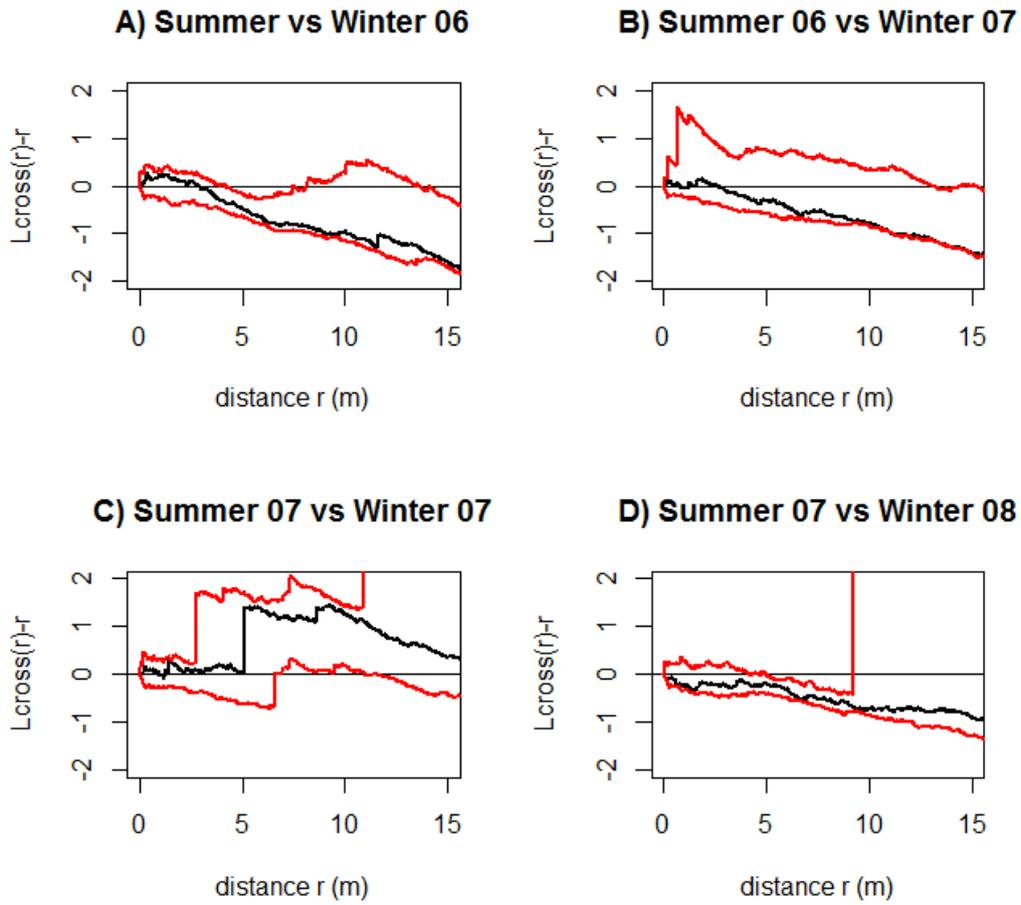 A) Summer vs Winter 06
B) Summer 06 vs Winter 07
Lcross(r)-r
2
1
0
-1
-2
0 5 10 15
distance r (m)
Lcross(r)-r
2
1
0
-1
-2
0 5 10 15
distance r (m)
C) Summer 07 vs Winter 07
D) Summer 07 vs Winter 08
Lcross(r)-r
2
1
0
-1
-2
0 5 10 15
distance r (m)
Lcross(r)-r
2
1
0
-1
-2
0 5 10 15
distance r (m)